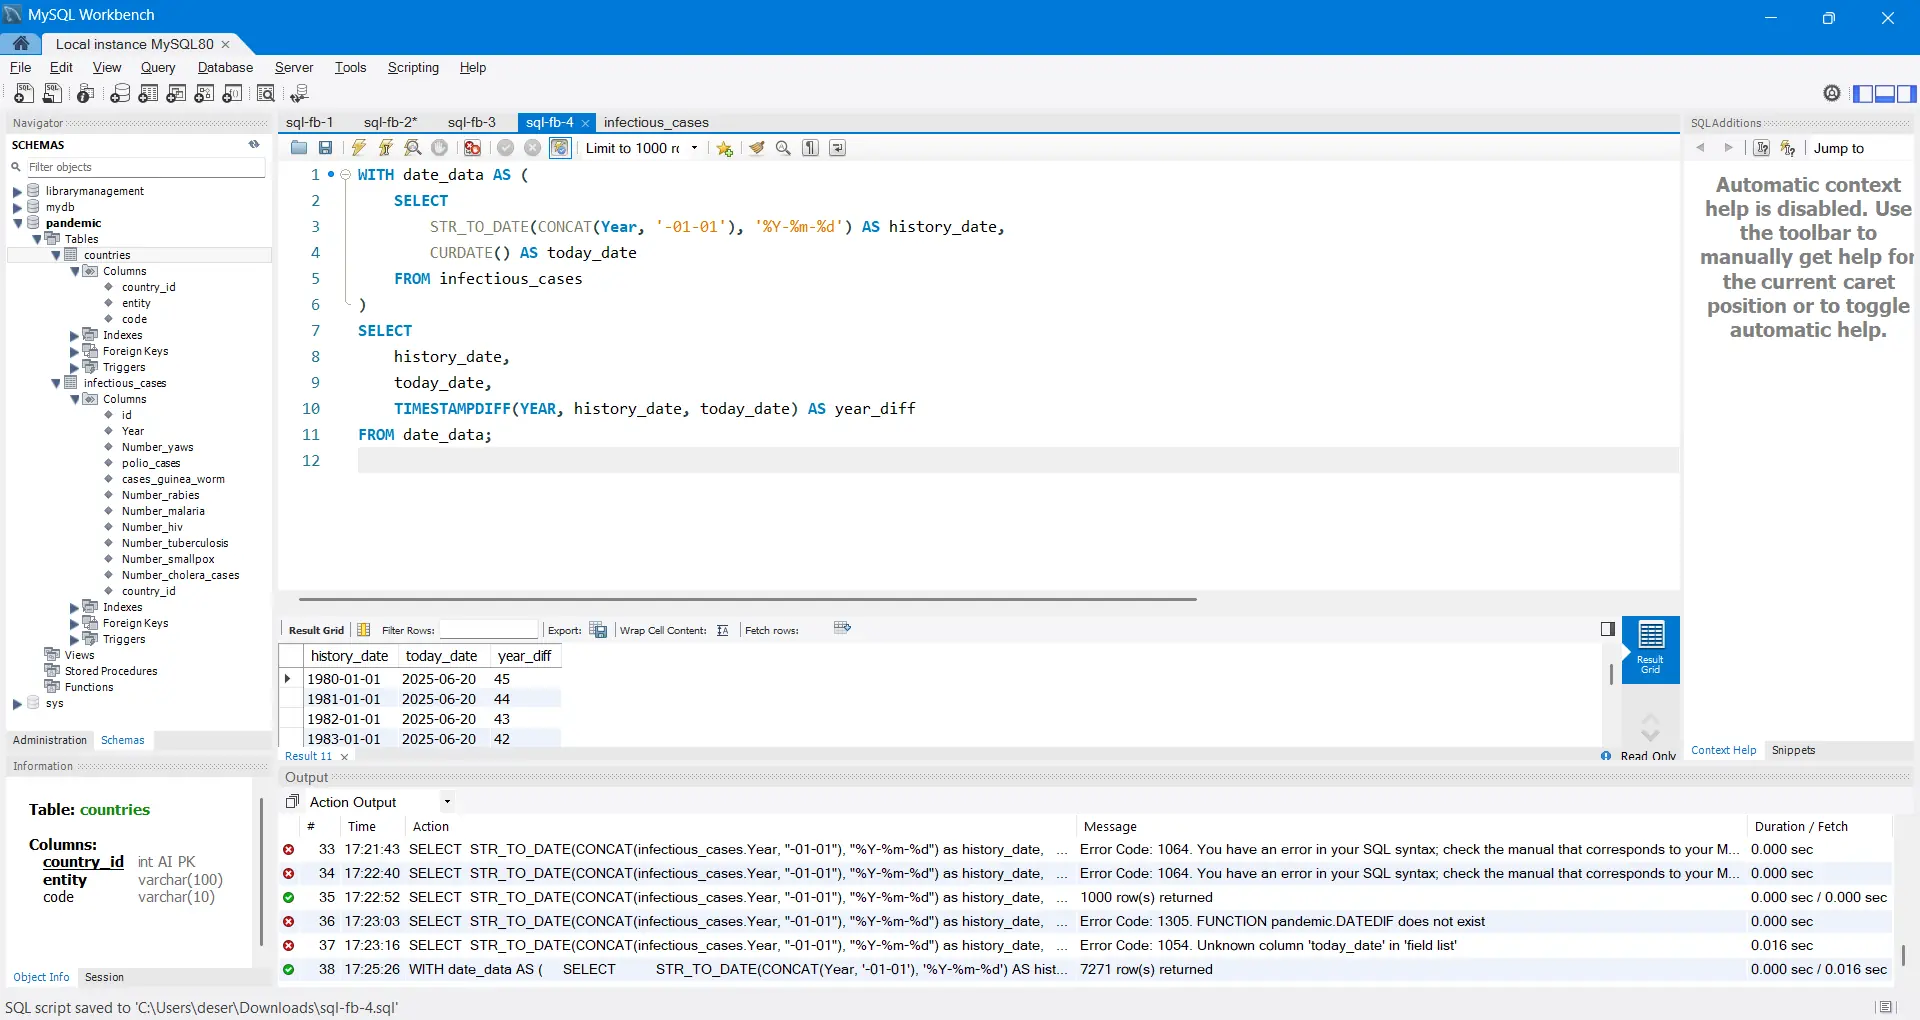 MySQL Workbench
Local instance MySQL80
File Edit View Query Database Server Tools Scripting Help
Navigator
SCHEMAS
Filter objects
librarymanagement
mydb
pandemic
Tables
countries
Columns
country_id
entity
code
Indexes
Foreign Keys
Triggers
infectious_cases
Columns
id
Year
Number_yaws
polio_cases
cases_guinea_worm
Number_rabies
Number_malaria
Number_hiv
Number_tuberculosis
Number_smallpox
Number_cholera_cases
country_id
Indexes
Foreign Keys
Triggers
Views
Stored Procedures
Functions
sys
Administration Schemas
Information
Table: countries
Columns:
country_id int AI PK
entity varchar(100)
code varchar(10)
Object Info Session
sql-fb-1 sql-fb-2* sql-fb-3 sql-fb-4 infectious_cases
Limit to 1000 rc
1 WITH date_data AS (
2 SELECT
3 STR_TO_DATE(CONCAT(Year, '-01-01'), '%Y-%m-%d') AS history_date,
4 CURDATE() AS today_date
5 FROM infectious_cases
6 )
7 SELECT
8 history_date,
9 today_date,
10 TIMESTAMPDIFF(YEAR, history_date, today_date) AS year_diff
11 FROM date_data;
12
Result Grid Filter Rows: Export: Wrap Cell Content: Fetch rows:
history_date today_date year_diff
1980-01-01 2025-06-20 45
1981-01-01 2025-06-20 44
1982-01-01 2025-06-20 43
1983-01-01 2025-06-20 42
Result Grid
Result 11
Read Only
SQLAdditions
Jump to
Automatic context
help is disabled. Use
the toolbar to
manually get help for
the current caret
position or to toggle
automatic help.
Context Help Snippets
Output
Action Output
# Time Action Message Duration / Fetch
33 17:21:43 SELECT STR_TO_DATE(CONCAT(infectious_cases.Year, "-01-01"), "%Y-%m-%d") as history_date, ... Error Code: 1064. You have an error in your SQL syntax; check the manual that corresponds to your M... 0.000 sec
34 17:22:40 SELECT STR_TO_DATE(CONCAT(infectious_cases.Year, "-01-01"), "%Y-%m-%d") as history_date, ... Error Code: 1064. You have an error in your SQL syntax; check the manual that corresponds to your M... 0.000 sec
35 17:22:52 SELECT STR_TO_DATE(CONCAT(infectious_cases.Year, "-01-01"), "%Y-%m-%d") as history_date, ... 1000 row(s) returned 0.000 sec / 0.000 sec
36 17:23:03 SELECT STR_TO_DATE(CONCAT(infectious_cases.Year, "-01-01"), "%Y-%m-%d") as history_date, ... Error Code: 1305. FUNCTION pandemic.DATEDIF does not exist 0.000 sec
37 17:23:16 SELECT STR_TO_DATE(CONCAT(infectious_cases.Year, "-01-01"), "%Y-%m-%d") as history_date, ... Error Code: 1054. Unknown column 'today_date' in 'field list' 0.016 sec
38 17:25:26 WITH date_data AS ( SELECT STR_TO_DATE(CONCAT(Year, '-01-01'), '%Y-%m-%d') AS hist... 7271 row(s) returned 0.000 sec / 0.016 sec
SQL script saved to 'C:\Users\deser\Downloads\sql-fb-4.sql'